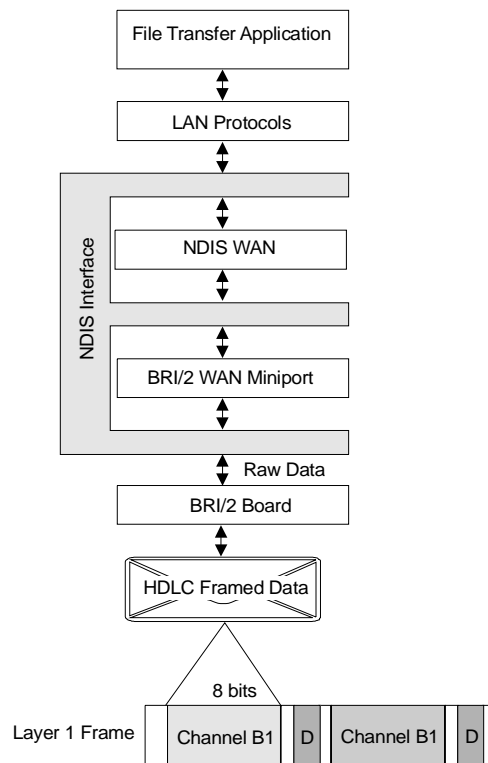 File Transfer Application
LAN Protocols
NDIS Interface
NDIS WAN
BRI/2 WAN Miniport
Raw Data
BRI/2 Board
HDLC Framed Data
8 bits
Layer 1 Frame
Channel B1
D
Channel B1
D